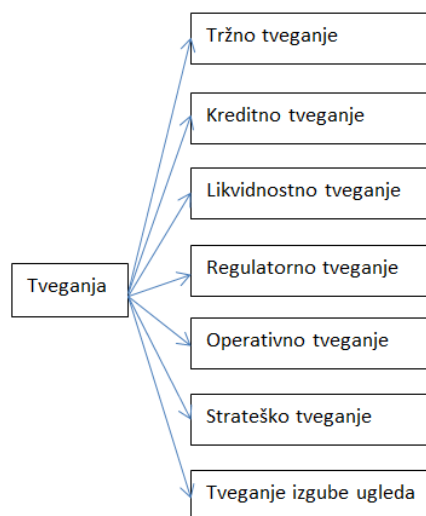 Tržno tveganje
Kreditno tveganje
Likvidnostno tveganje
Regulatorno tveganje
Tveganja
Operativno tveganje
Strateško tveganje
Tveganje izgube ugleda